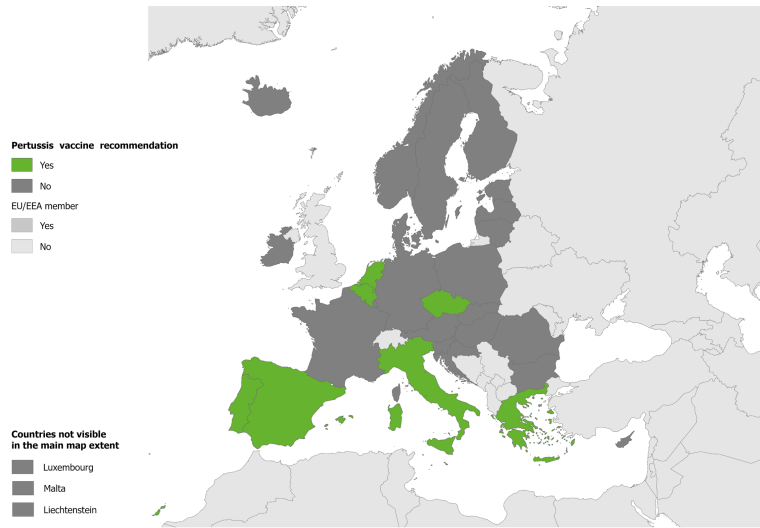 Pertussis vaccine recommendation
Yes
No
EU/EEA member
Yes
No
Countries not visible
in the main map extent
Luxembourg
Malta
Liechtenstein